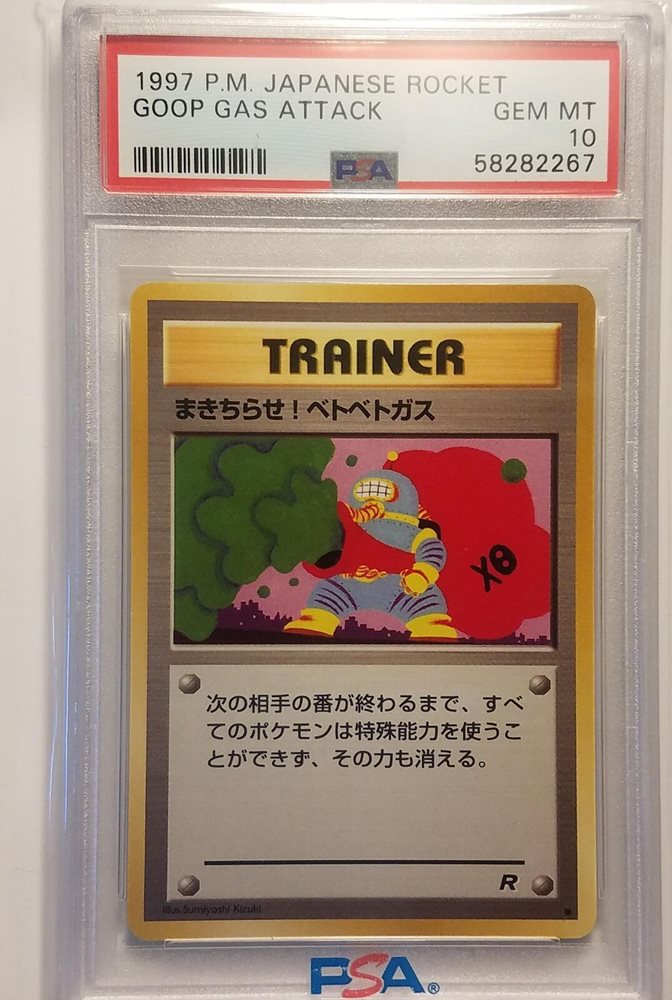 1997 P.M. JAPANESE ROCKET
GOOP GAS ATTACK GEM MT
10
PSA 58282267
TRAINER
まきちらせ！ベトベトガス
次の相手の番が終わるまで、すべ
てのポケモンは特殊能力を使うこ
とができず、その力も消える。
R
Illus. Sumiyoshi Kizuki
PSA®